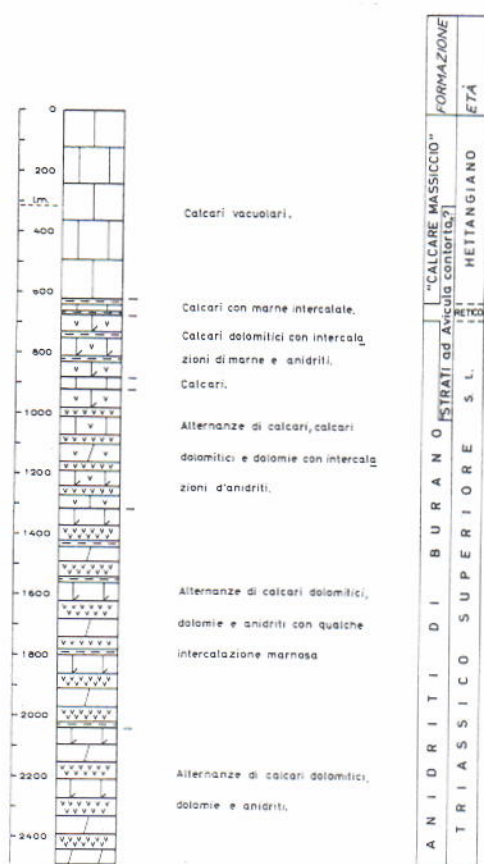 FORMAZIONE
ETÀ
0
200
l.m.
400
600
800
1000
1200
1400
1600
1800
2000
2200
2400
Calcari vacuolari.
Calcari con marne intercalate.
Calcari dolomitici con intercala
zioni di marne e anidriti.
Calcari.
Alternanze di calcari, calcari
dolomitici e dolomie con intercala
zioni d'anidriti.
Alternanze di calcari dolomitici,
dolomie e anidriti con qualche
intercalazione marnosa
Alternanze di calcari dolomitici,
dolomie e anidriti.
"CALCARE MASSICCIO"
"STRATI ad Avicula contorta„?
ANIDRITI DI BURANO
HETTANGIANO
RETICO
TRIASSICO SUPERIORE S. L.